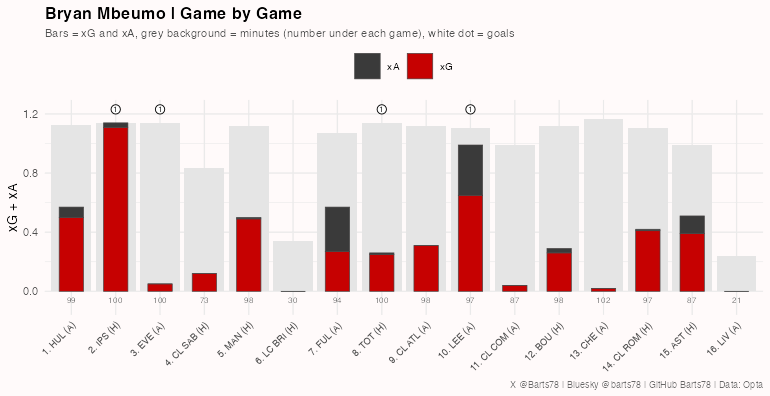 Bryan Mbeumo | Game by Game
Bars = xG and xA, grey background = minutes (number under each game), white dot = goals
xA xG
1 1 1 1
1.2
0.8
0.4
0.0
xG + xA
99 100 100 73 98 30 94 100 98 97 87 98 102 97 87 21
1. HUL (A)
2. IPS (H)
3. EVE (A)
4. CL SAB (H)
5. MAN (H)
6. LC BRI (H)
7. FUL (A)
8. TOT (H)
9. CL ATL (A)
10. LEE (A)
11. CL COM (A)
12. BOU (H)
13. CHE (A)
14. CL ROM (H)
15. AST (H)
16. LIV (A)
X @Barts78 | Bluesky @barts78 | GitHub Barts78 | Data: Opta